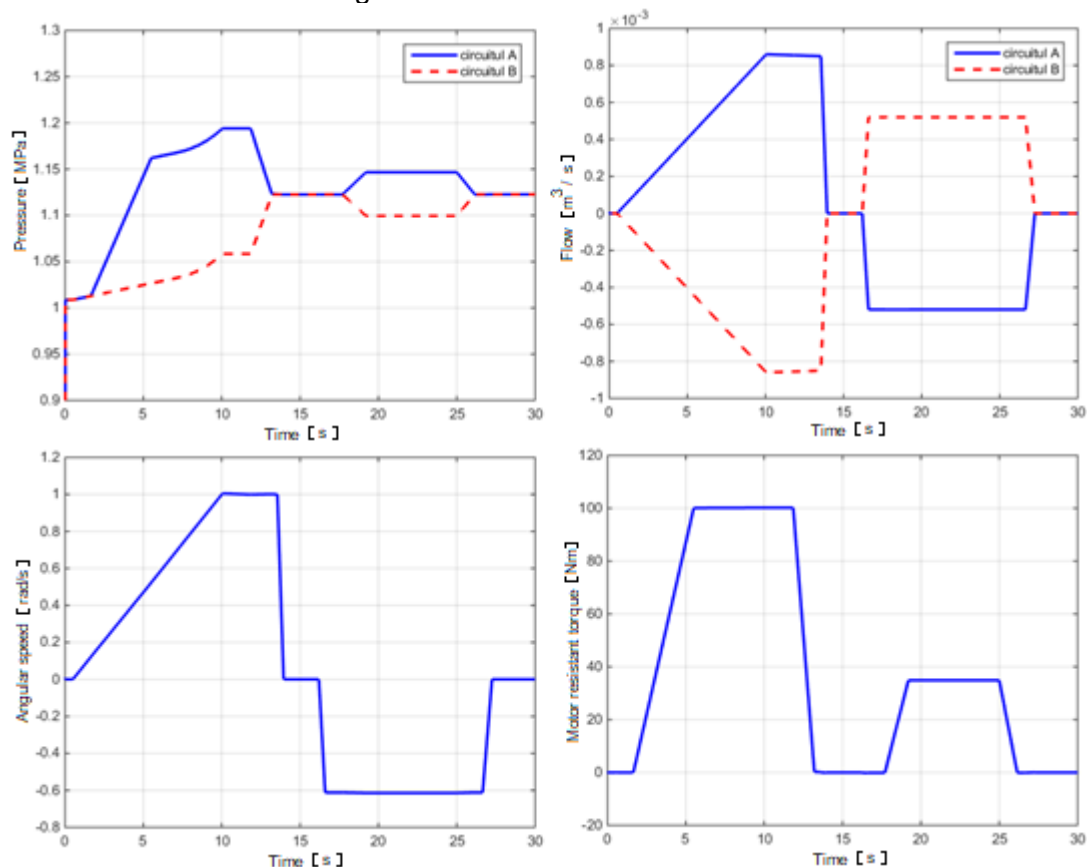 g
1.3
1.25
1.2
1.15
1.1
1.05
1
0.95
0.9
Pressure [MPa]
circuitul A
circuitul B
0 5 10 15 20 25 30
Time [s]
×10⁻³
1
0.8
0.6
0.4
0.2
0
-0.2
-0.4
-0.6
-0.8
-1
Flow [m³/s]
circuitul A
circuitul B
0 5 10 15 20 25 30
Time [s]
1.2
1
0.8
0.6
0.4
0.2
0
-0.2
-0.4
-0.6
-0.8
Angular speed [rad/s]
0 5 10 15 20 25 30
Time [s]
120
100
80
60
40
20
0
-20
Motor resistant torque [Nm]
0 5 10 15 20 25 30
Time [s]